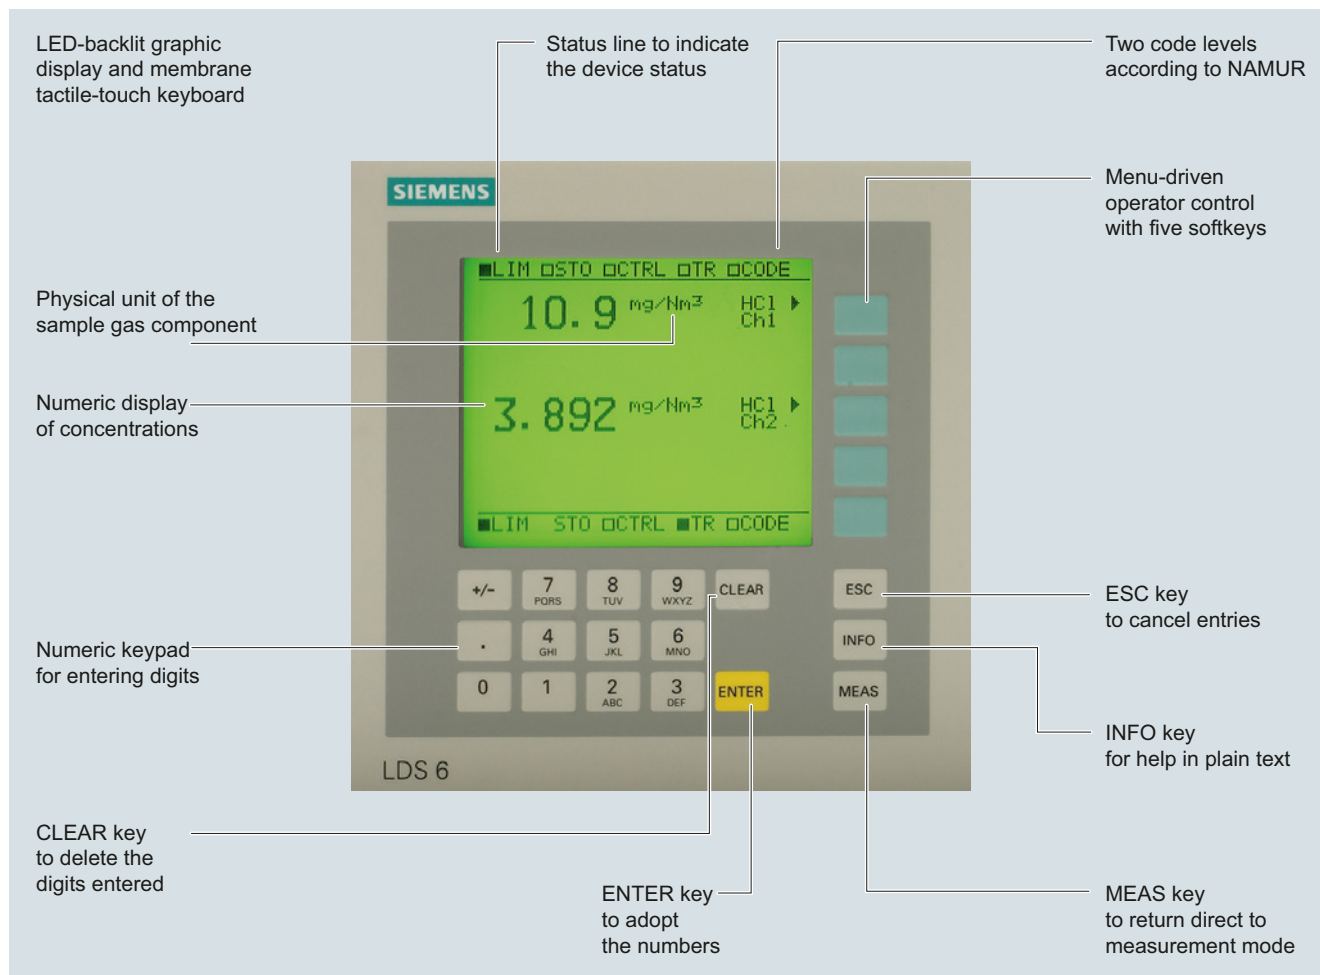 LED-backlit graphic
display and membrane
tactile-touch keyboard
Status line to indicate
the device status
Two code levels
according to NAMUR
Menu-driven
operator control
with five softkeys
Physical unit of the
sample gas component
Numeric display
of concentrations
Numeric keypad
for entering digits
CLEAR key
to delete the
digits entered
ENTER key
to adopt
the numbers
ESC key
to cancel entries
INFO key
for help in plain text
MEAS key
to return direct to
measurement mode
SIEMENS
LIM STO CTRL TR CODE
10.9 mg/Nm³ HCl
Ch1
3.892 mg/Nm³ HCl
Ch2
LIM STO CTRL TR CODE
+/- 7 8 9 CLEAR ESC
PQRS TUV WXYZ
. 4 5 6 INFO
GHI JKL MNO
0 1 2 3 ENTER MEAS
ABC DEF
LDS 6